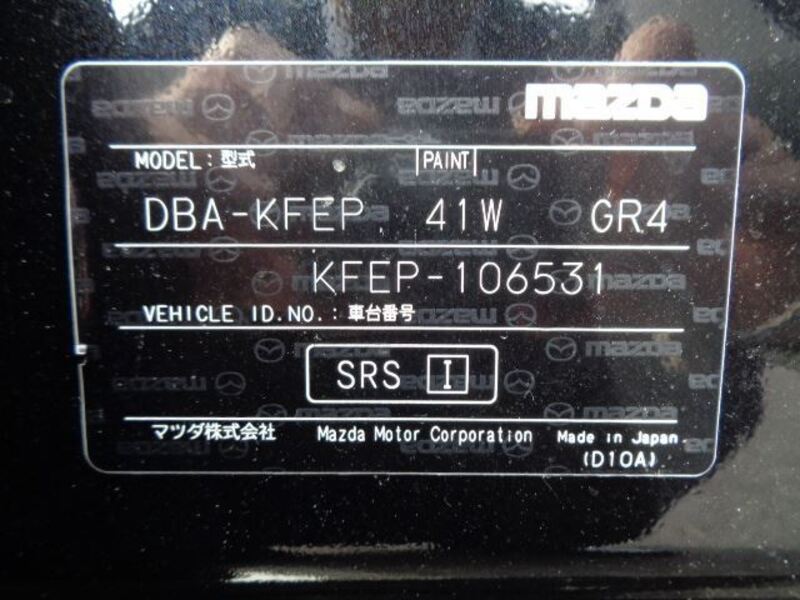 mazda
MODEL : 型式 PAINT
DBA-KFEP 41W GR4
KFEP-106531
VEHICLE ID.NO. : 車台番号
SRS I
マツダ株式会社 Mazda Motor Corporation Made in Japan
(D10A)